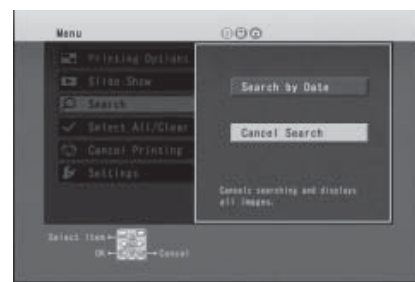 Menu
Printing Options
Slide Show
Search
Select All/Clear
Cancel Printing
Settings
Search by Date
Cancel Search
Cancels searching and displays
all images.
Select Item
OK
Cancel